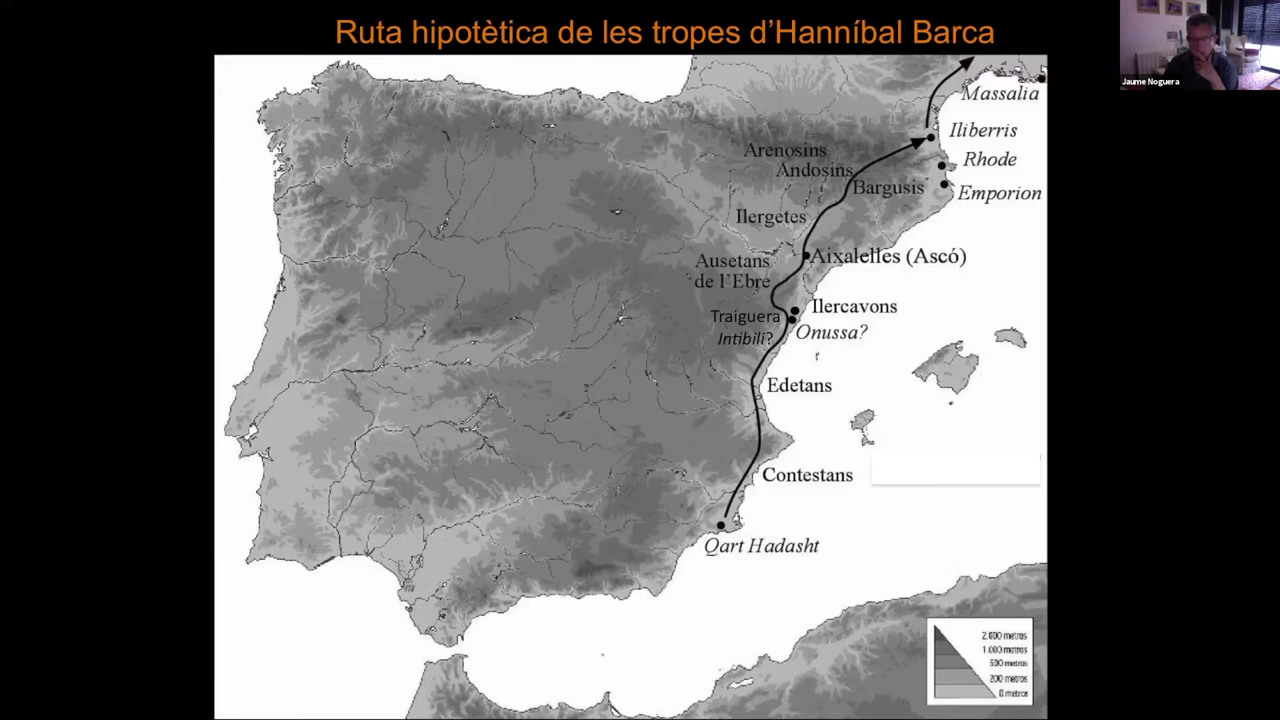 Ruta hipotètica de les tropes d'Hanníbal Barca
Jaume Noguera
Massalia
Iliberris
Arenosins
Rhode
Andosins
Bargusis
Emporion
Ilergetes
Aixalelles (Ascó)
Ausetans
de l'Ebre
Ilercavons
Traiguera
Onussa?
Intibili?
Edetans
Contestans
Qart Hadasht
2.000 metros
1.000 metros
500 metros
200 metros
0 metros